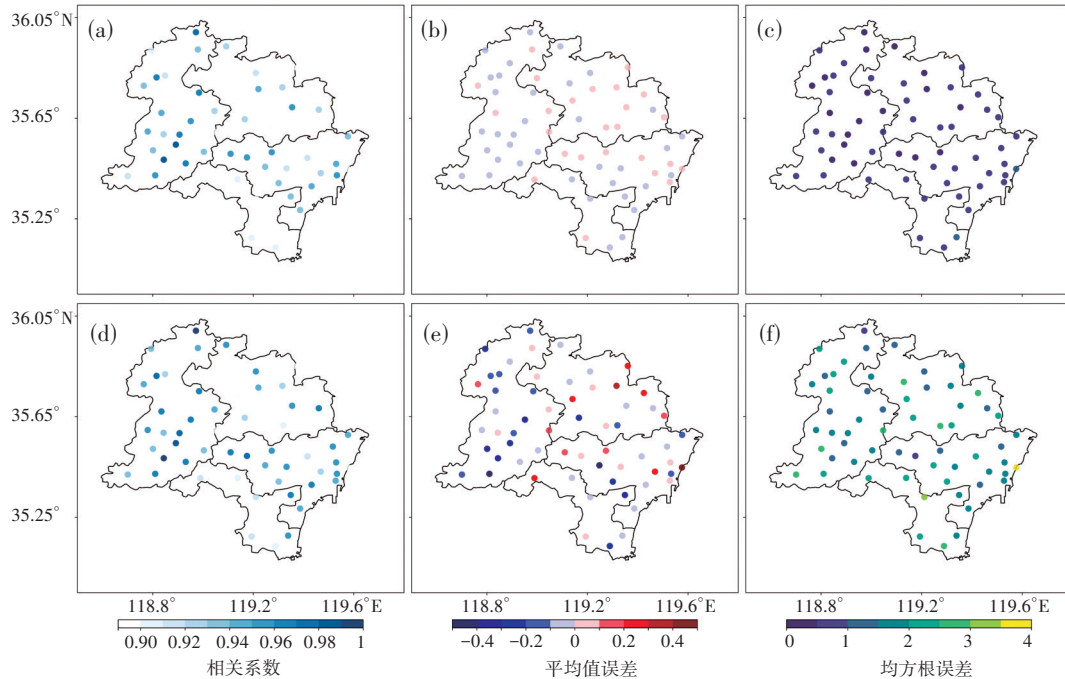 36.05°
(a)
(b)
(c)
35.65°
35.25°
36.05°N
(d)
(e)
(f)
35.65°
35.25°
118.8° 119.2° 119.6°E
118.8° 119.2° 119.6°E
118.8° 119.2° 119.6°E
0.90 0.92 0.94 0.96 0.98 1
−0.4 −0.2 0 0.2 0.4
0 1 2 3 4
相关系数
平均值误差
均方根误差